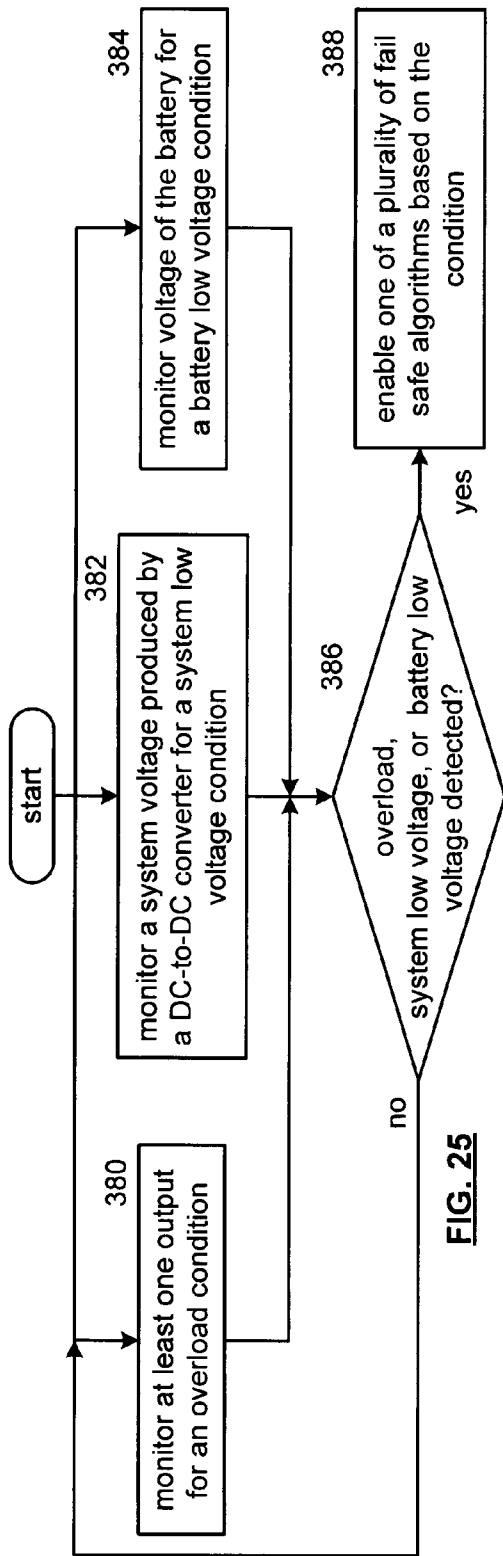 start
380
monitor at least one output
for an overload condition
382
monitor a system voltage produced by
a DC-to-DC converter for a system low
voltage condition
384
monitor voltage of the battery for
a battery low voltage condition
386
overload,
system low voltage, or battery low
voltage detected?
no
yes
388
enable one of a plurality of fail
safe algorithms based on the
condition
FIG. 25